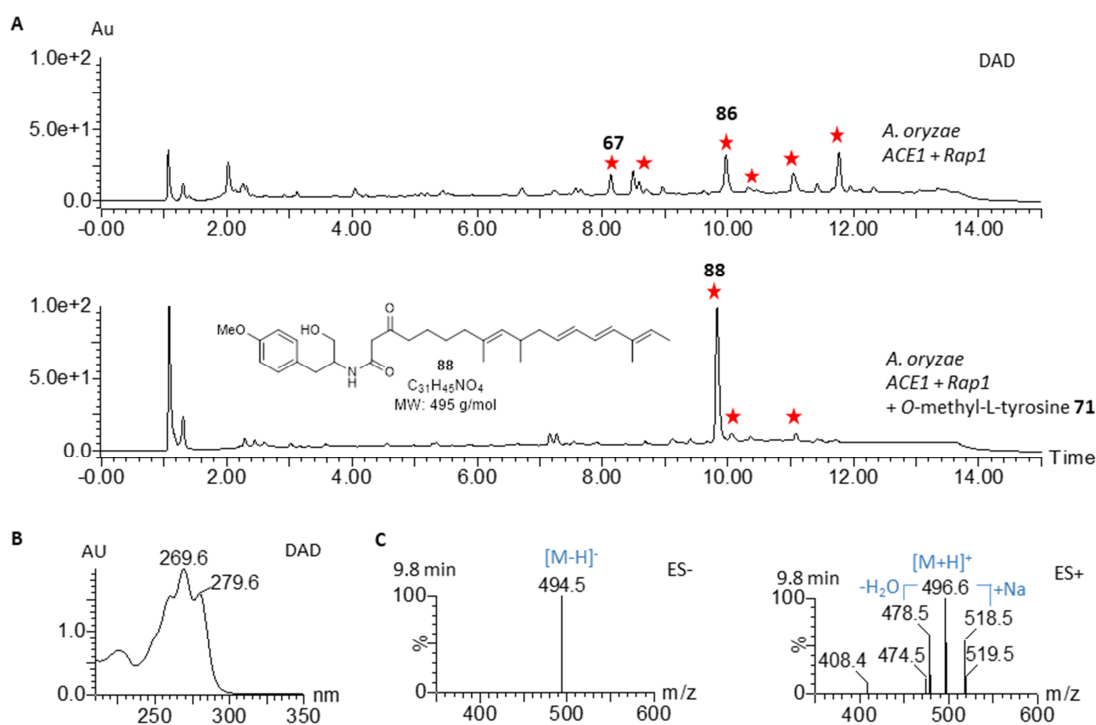 A
Au
1.0e+2
5.0e+1
0.0
DAD
67
86
A. oryzae
ACE1 + Rap1
-0.00 2.00 4.00 6.00 8.00 10.00 12.00 14.00
88
1.0e+2
5.0e+1
0.0
MeO
HO
O
N
H
O
88
C31H45NO4
MW: 495 g/mol
A. oryzae
ACE1 + Rap1
+ O-methyl-L-tyrosine 71
Time
-0.00 2.00 4.00 6.00 8.00 10.00 12.00 14.00
B
AU
DAD
269.6
279.6
1.0
0.0
nm
250 300 350
C
9.8 min
[M-H]-
ES-
494.5
100
%
0
m/z
400 500 600
9.8 min
[M+H]+
ES+
-H2O
496.6
+Na
100
478.5
518.5
%
408.4
474.5
519.5
0
m/z
400 500 600